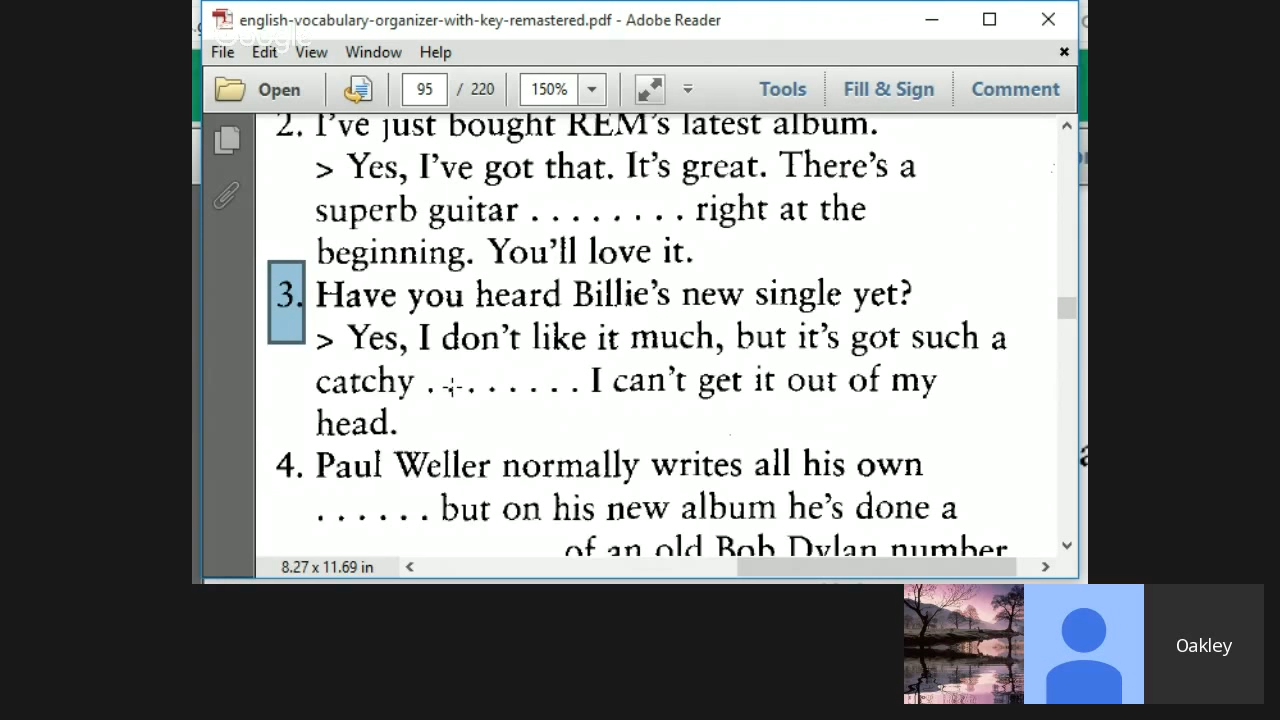 english-vocabulary-organizer-with-key-remastered.pdf - Adobe Reader
Google
File Edit View Window Help
Open 95 / 220 150% Tools Fill & Sign Comment
2. I've just bought REM's latest album.
> Yes, I've got that. It's great. There's a
superb guitar . . . . . . . . right at the
beginning. You'll love it.
3. Have you heard Billie's new single yet?
> Yes, I don't like it much, but it's got such a
catchy . . . . . . . . I can't get it out of my
head.
4. Paul Weller normally writes all his own
. . . . . . but on his new album he's done a
of an old Bob Dylan number
8.27 x 11.69 in
Oakley